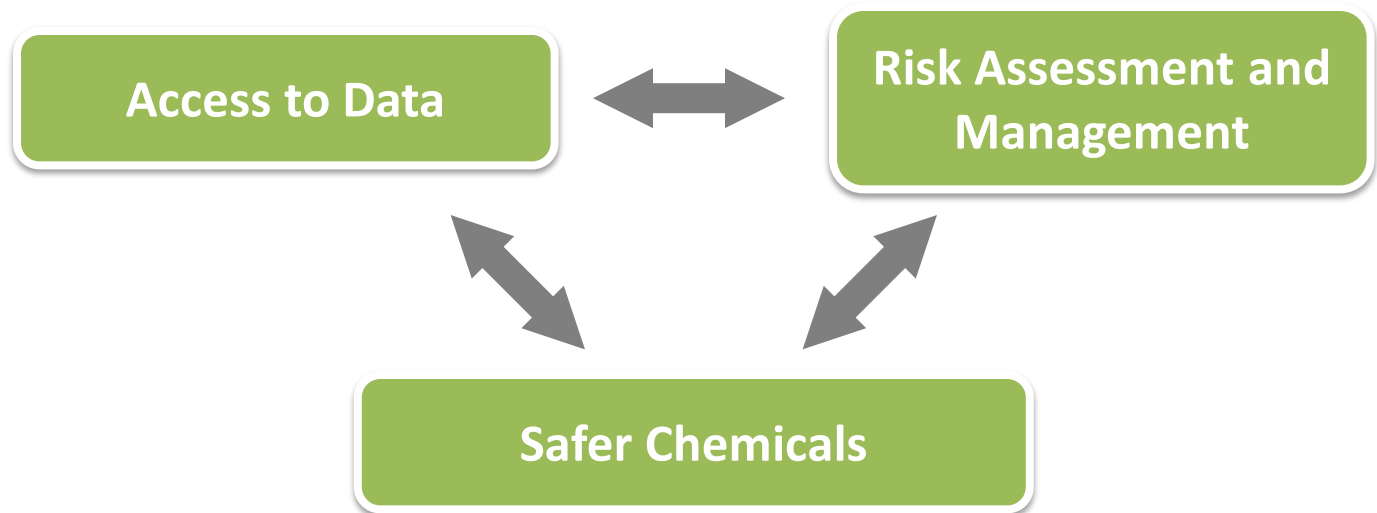 Access to Data
Risk Assessment and
Management
Safer Chemicals